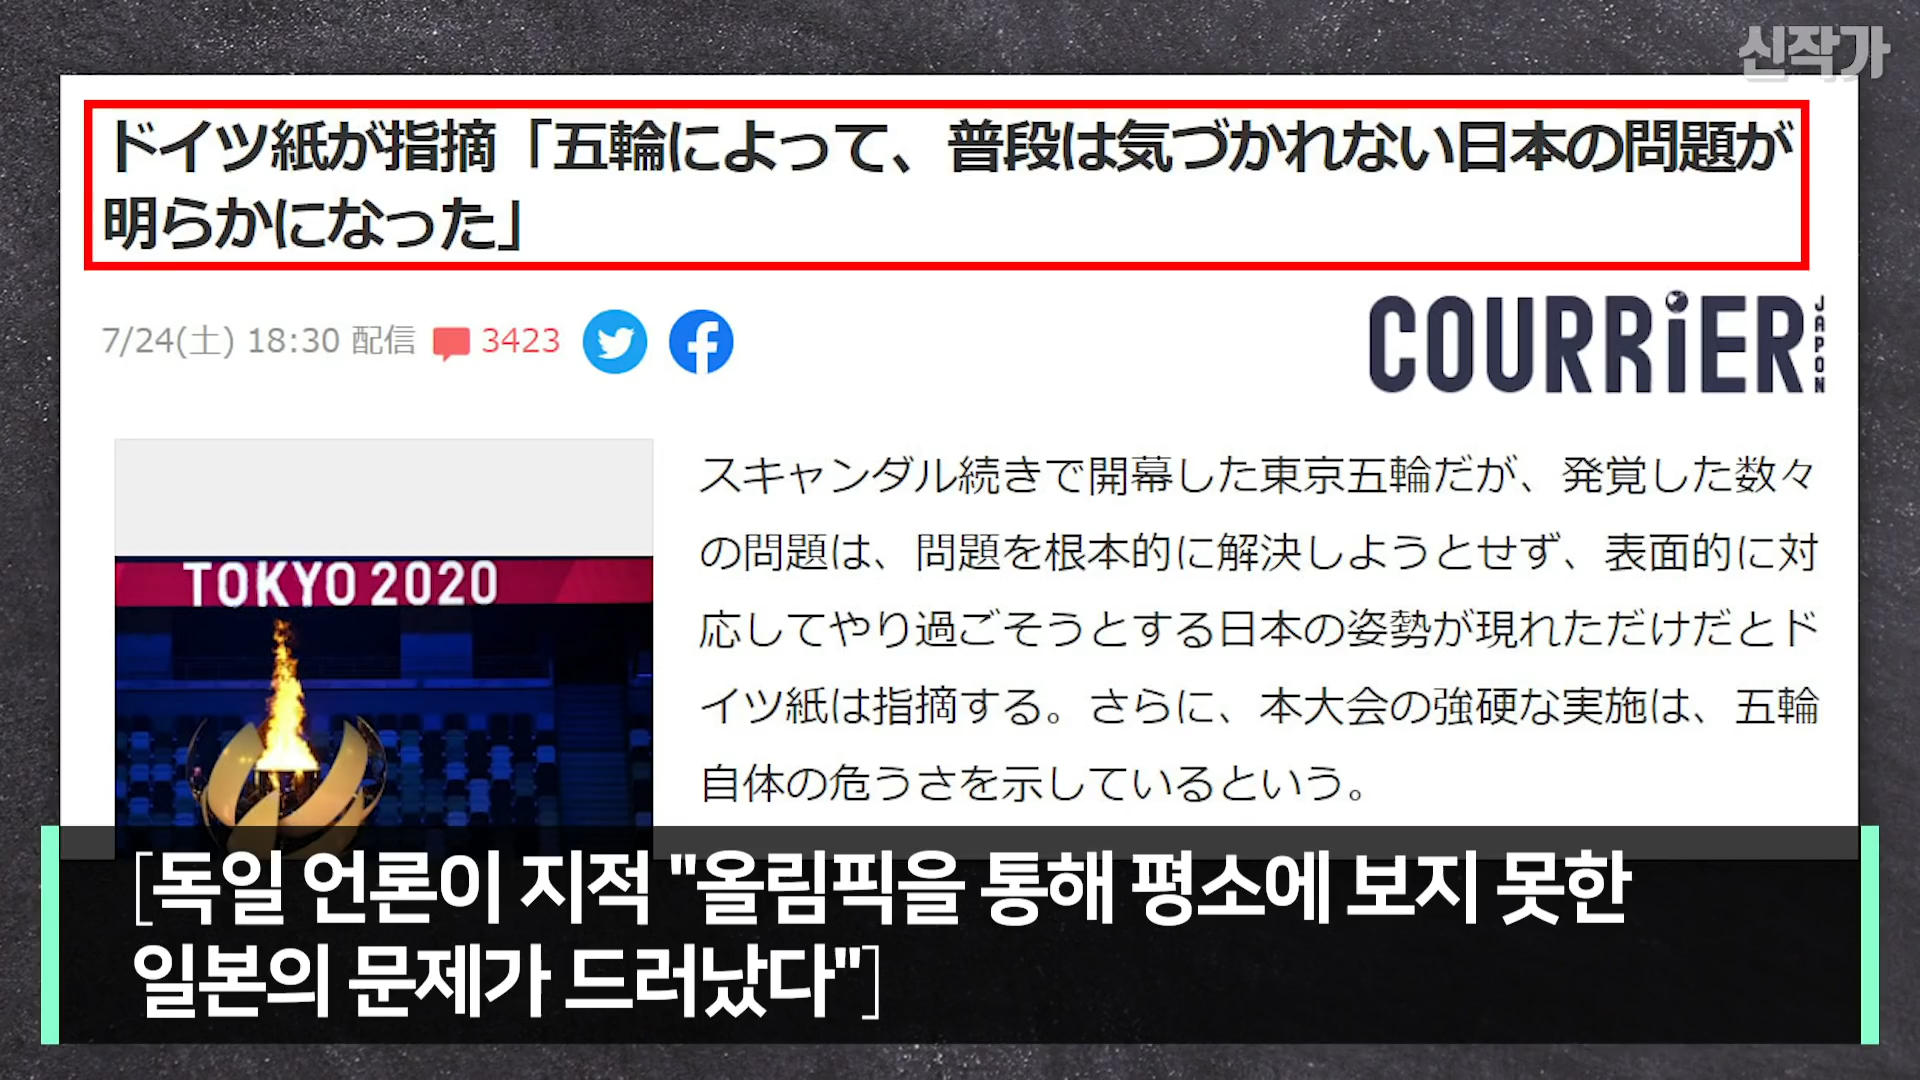 신작가
ドイツ紙が指摘「五輪によって、普段は気づかれない日本の問題が
明らかになった」
7/24(土) 18:30 配信 3423
COURRiER JAPON
スキャンダル続きで開幕した東京五輪だが、発覚した数々
の問題は、問題を根本的に解決しようとせず、表面的に対
応してやり過ごそうとする日本の姿勢が現れただけだとド
イツ紙は指摘する。さらに、本大会の強硬な実施は、五輪
自体の危うさを示しているという。
TOKYO 2020
[독일 언론이 지적 "올림픽을 통해 평소에 보지 못한
일본의 문제가 드러났다"]